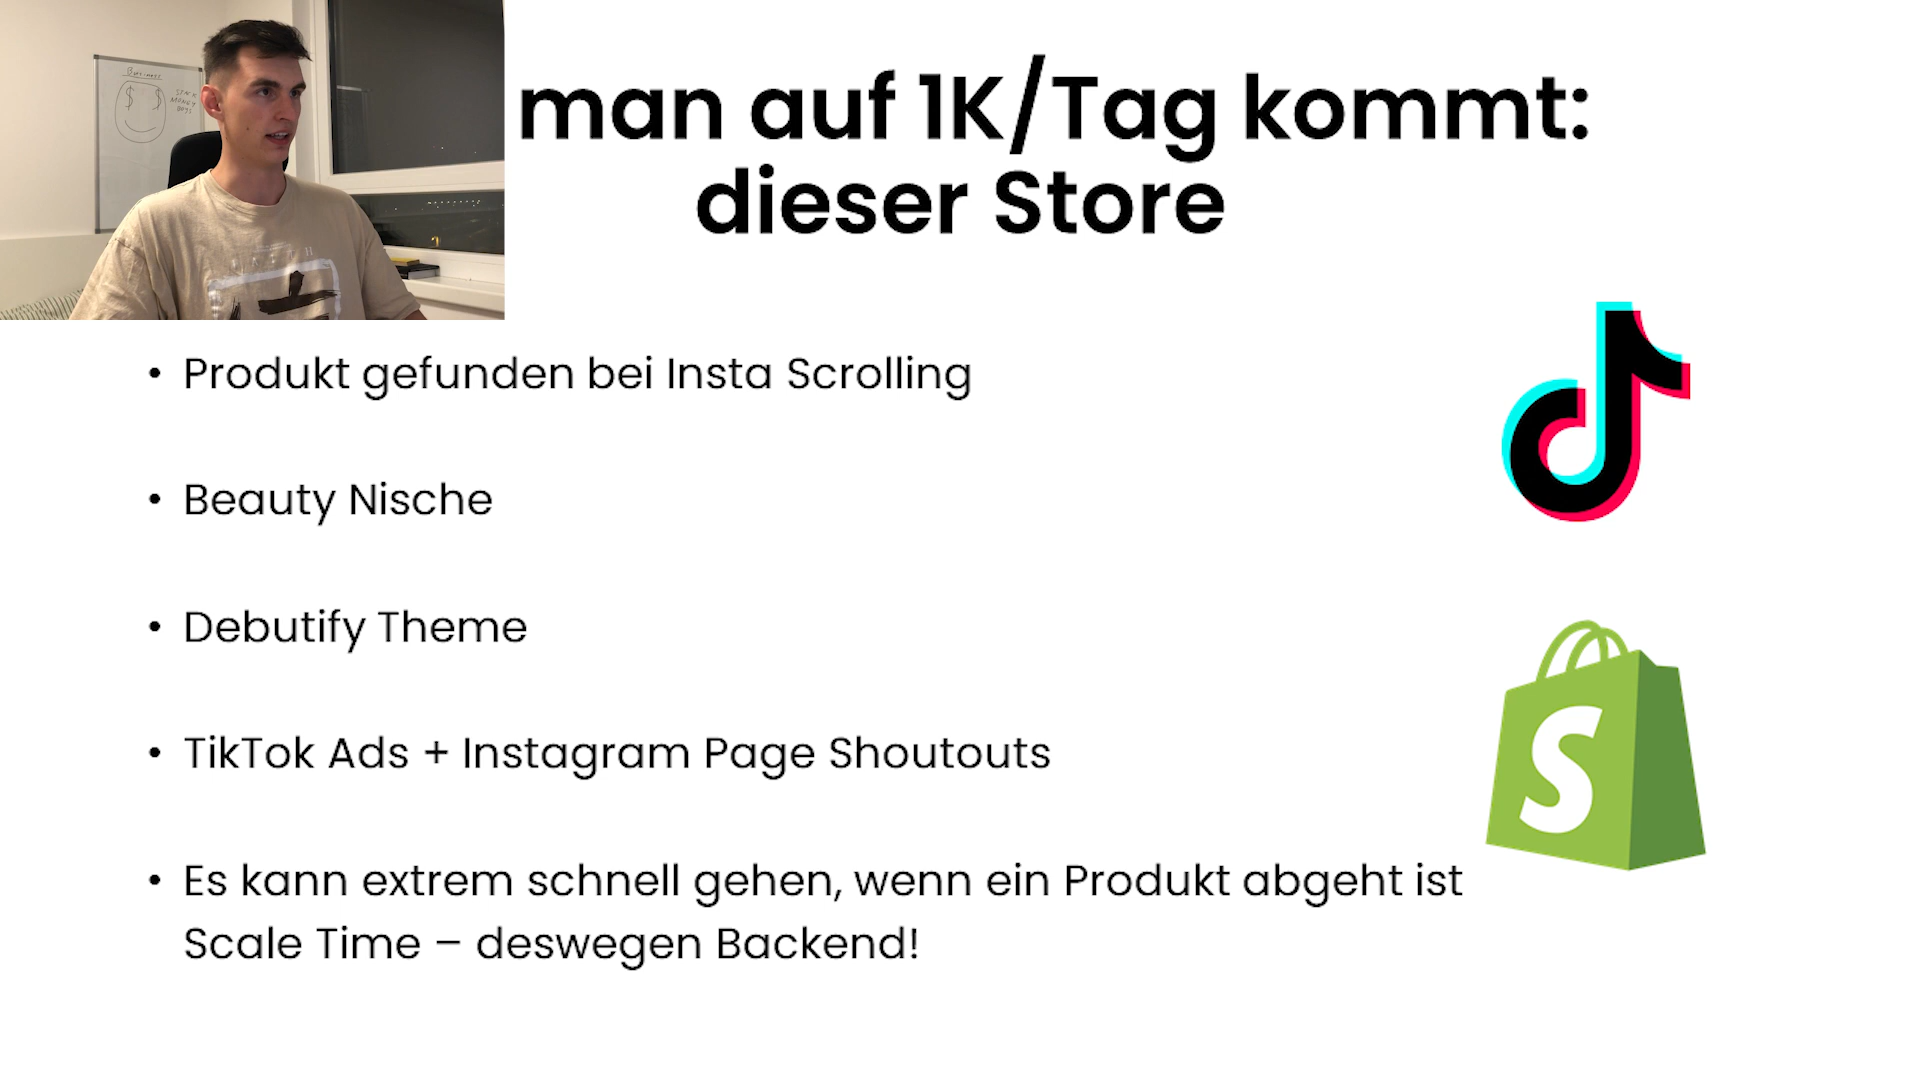 Business
$ $
man auf 1K/Tag kommt:
dieser Store
• Produkt gefunden bei Insta Scrolling
• Beauty Nische
• Debutify Theme
• TikTok Ads + Instagram Page Shoutouts
• Es kann extrem schnell gehen, wenn ein Produkt abgeht ist
Scale Time – deswegen Backend!
S